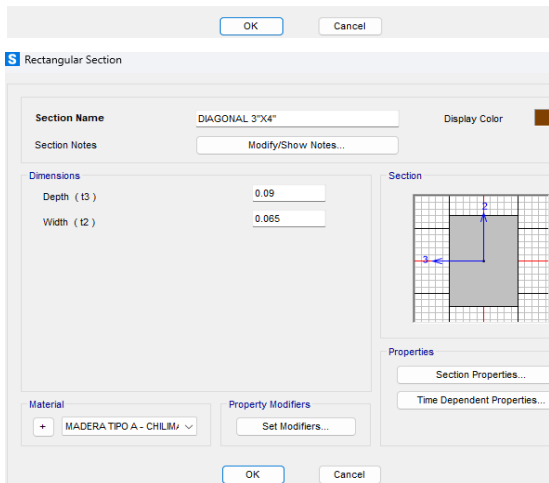 OK Cancel
S Rectangular Section
Section Name DIAGONAL 3"X4" Display Color
Section Notes Modify/Show Notes...
Dimensions Section
Depth ( t3 ) 0.09
Width ( t2 ) 0.065
2
3
Properties
Section Properties...
Time Dependent Properties...
Material Property Modifiers
+ MADERA TIPO A - CHILIMA Set Modifiers...
OK Cancel